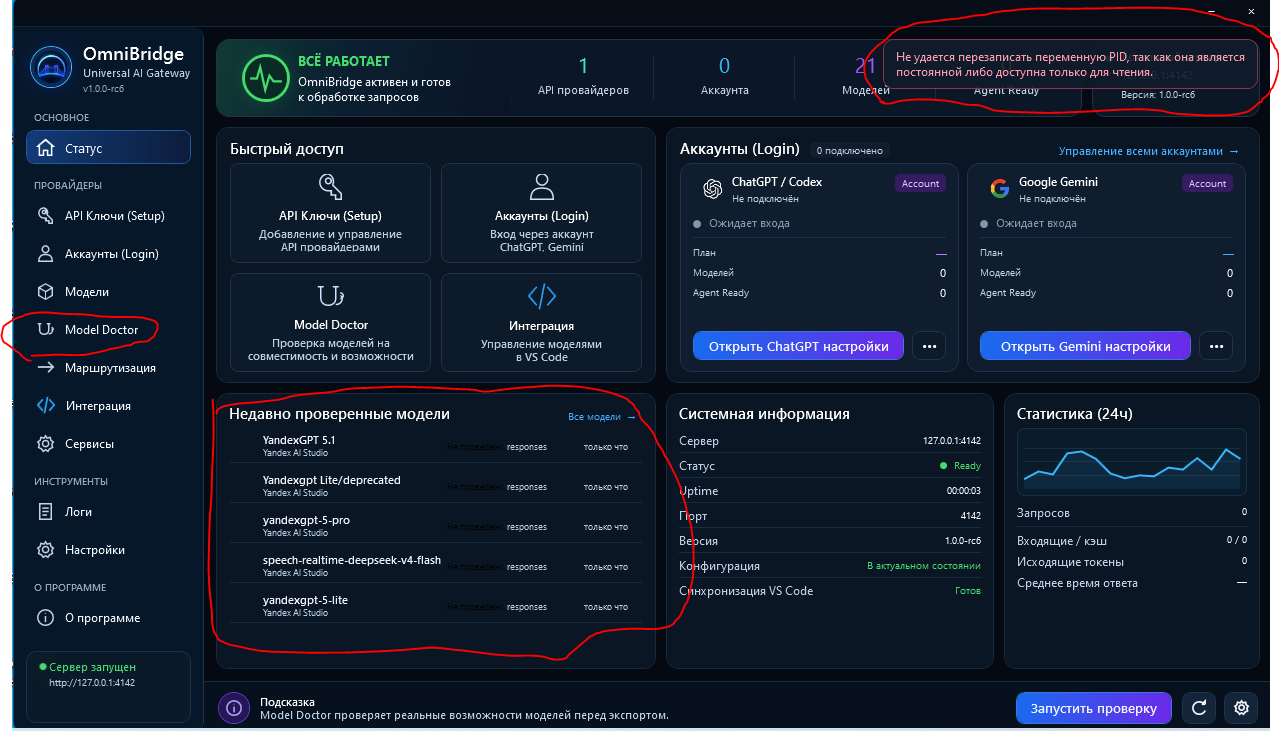 OmniBridge
Universal AI Gateway
v1.0.0-rc6
ОСНОВНОЕ
Статус
ПРОВАЙДЕРЫ
API Ключи (Setup)
Аккаунты (Login)
Модели
Model Doctor
Маршрутизация
Интеграция
Сервисы
ИНСТРУМЕНТЫ
Логи
Настройки
О ПРОГРАММЕ
О программе
Сервер запущен
http://127.0.0.1:4142
ВСЁ РАБОТАЕТ
OmniBridge активен и готов
к обработке запросов
1
API провайдеров
0
Аккаунта
21
Моделей
Agent Ready
Не удается перезаписать переменную PID, так как она является
постоянной либо доступна только для чтения.
Версия: 1.0.0-rc6
Быстрый доступ
API Ключи (Setup)
Добавление и управление
API провайдерами
Аккаунты (Login)
Вход через аккаунт
ChatGPT, Gemini
Model Doctor
Проверка моделей на
совместимость и возможности
Интеграция
Управление моделями
в VS Code
Аккаунты (Login)
0 подключено
Управление всеми аккаунтами →
ChatGPT / Codex
Не подключён
Account
Ожидает входа
План —
Моделей 0
Agent Ready 0
Открыть ChatGPT настройки
Google Gemini
Не подключён
Account
Ожидает входа
План —
Моделей 0
Agent Ready 0
Открыть Gemini настройки
Недавно проверенные модели
Все модели →
YandexGPT 5.1
Yandex AI Studio
Не проверено responses только что
Yandexgpt Lite/deprecated
Yandex AI Studio
Не проверено responses только что
yandexgpt-5-pro
Yandex AI Studio
Не проверено responses только что
speech-realtime-deepseek-v4-flash
Yandex AI Studio
Не проверено responses только что
yandexgpt-5-lite
Yandex AI Studio
Не проверено responses только что
Системная информация
Сервер 127.0.0.1:4142
Статус Ready
Uptime 00:00:03
Порт 4142
Версия 1.0.0-rc6
Конфигурация В актуальном состоянии
Синхронизация VS Code Готов
Статистика (24ч)
Запросов 0
Входящие / кэш 0 / 0
Исходящие токены 0
Среднее время ответа —
Подсказка
Model Doctor проверяет реальные возможности моделей перед экспортом.
Запустить проверку